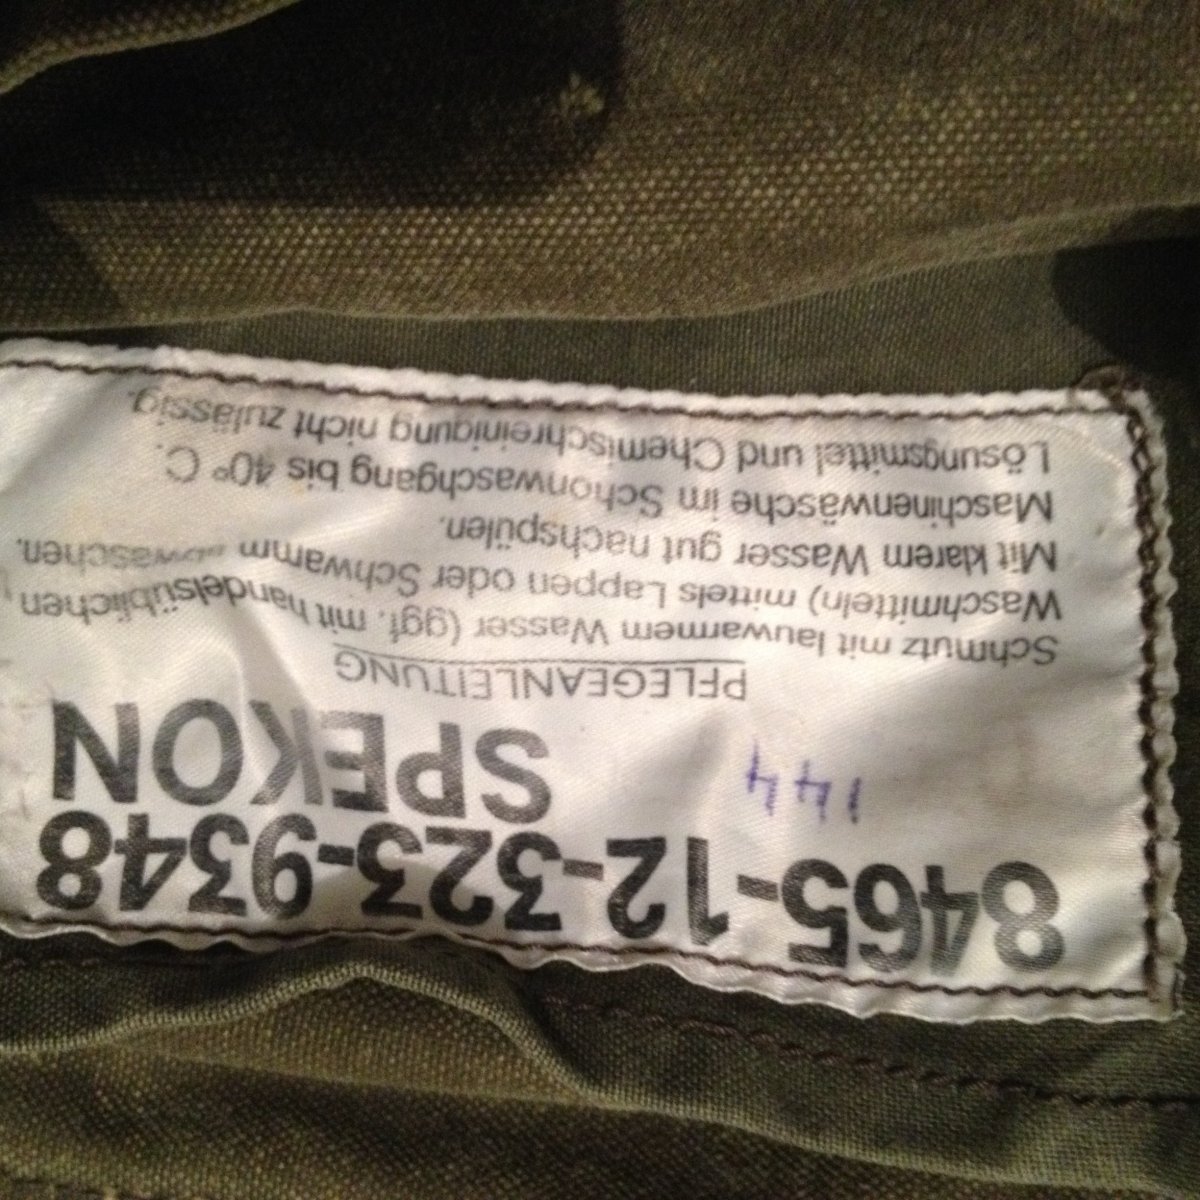 8465-12-323-9348
144 SPEKON
PFLEGEANLEITUNG
Schmutz mit lauwarmem Wasser (ggf. mit handelsüblichen
Waschmitteln) mittels Lappen oder Schwamm abwaschen.
Mit klarem Wasser gut nachspülen.
Maschinenwäsche im Schonwaschgang bis 40° C.
Lösungsmittel und Chemischreinigung nicht zulässig.